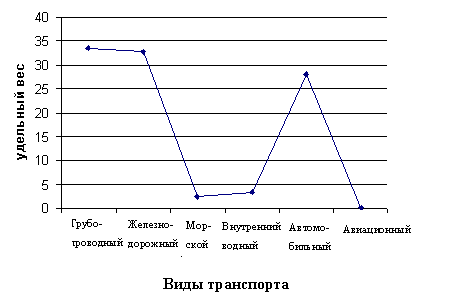 40
35
30
25
20
15
10
5
0
удельный вес
Грубо-
троводный
Железно-
дорожный
Мор-
ской
Внутренний
водный
Автомо-
бильный
Авиационный
Виды транспорта